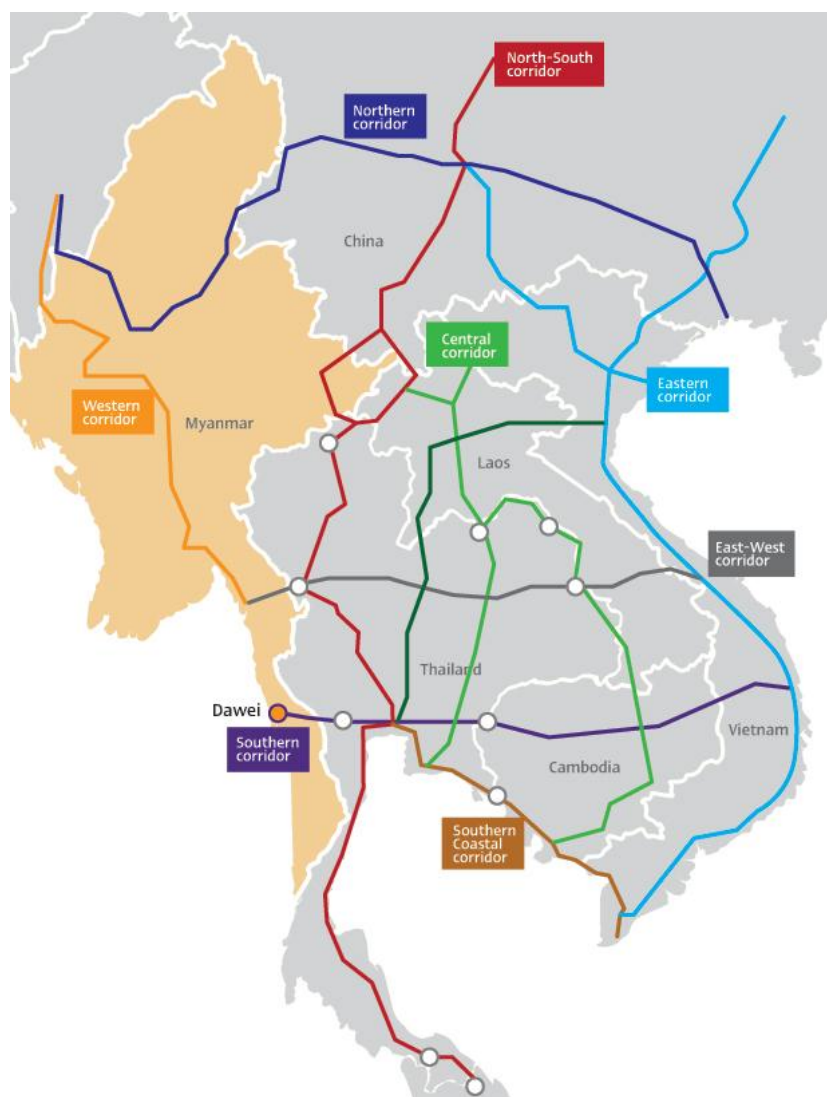 North-South
corridor
Northern
corridor
China
Central
corridor
Eastern
corridor
Western
corridor
Myanmar
Laos
East-West
corridor
Thailand
Dawei
Southern
corridor
Vietnam
Cambodia
Southern
Coastal
corridor